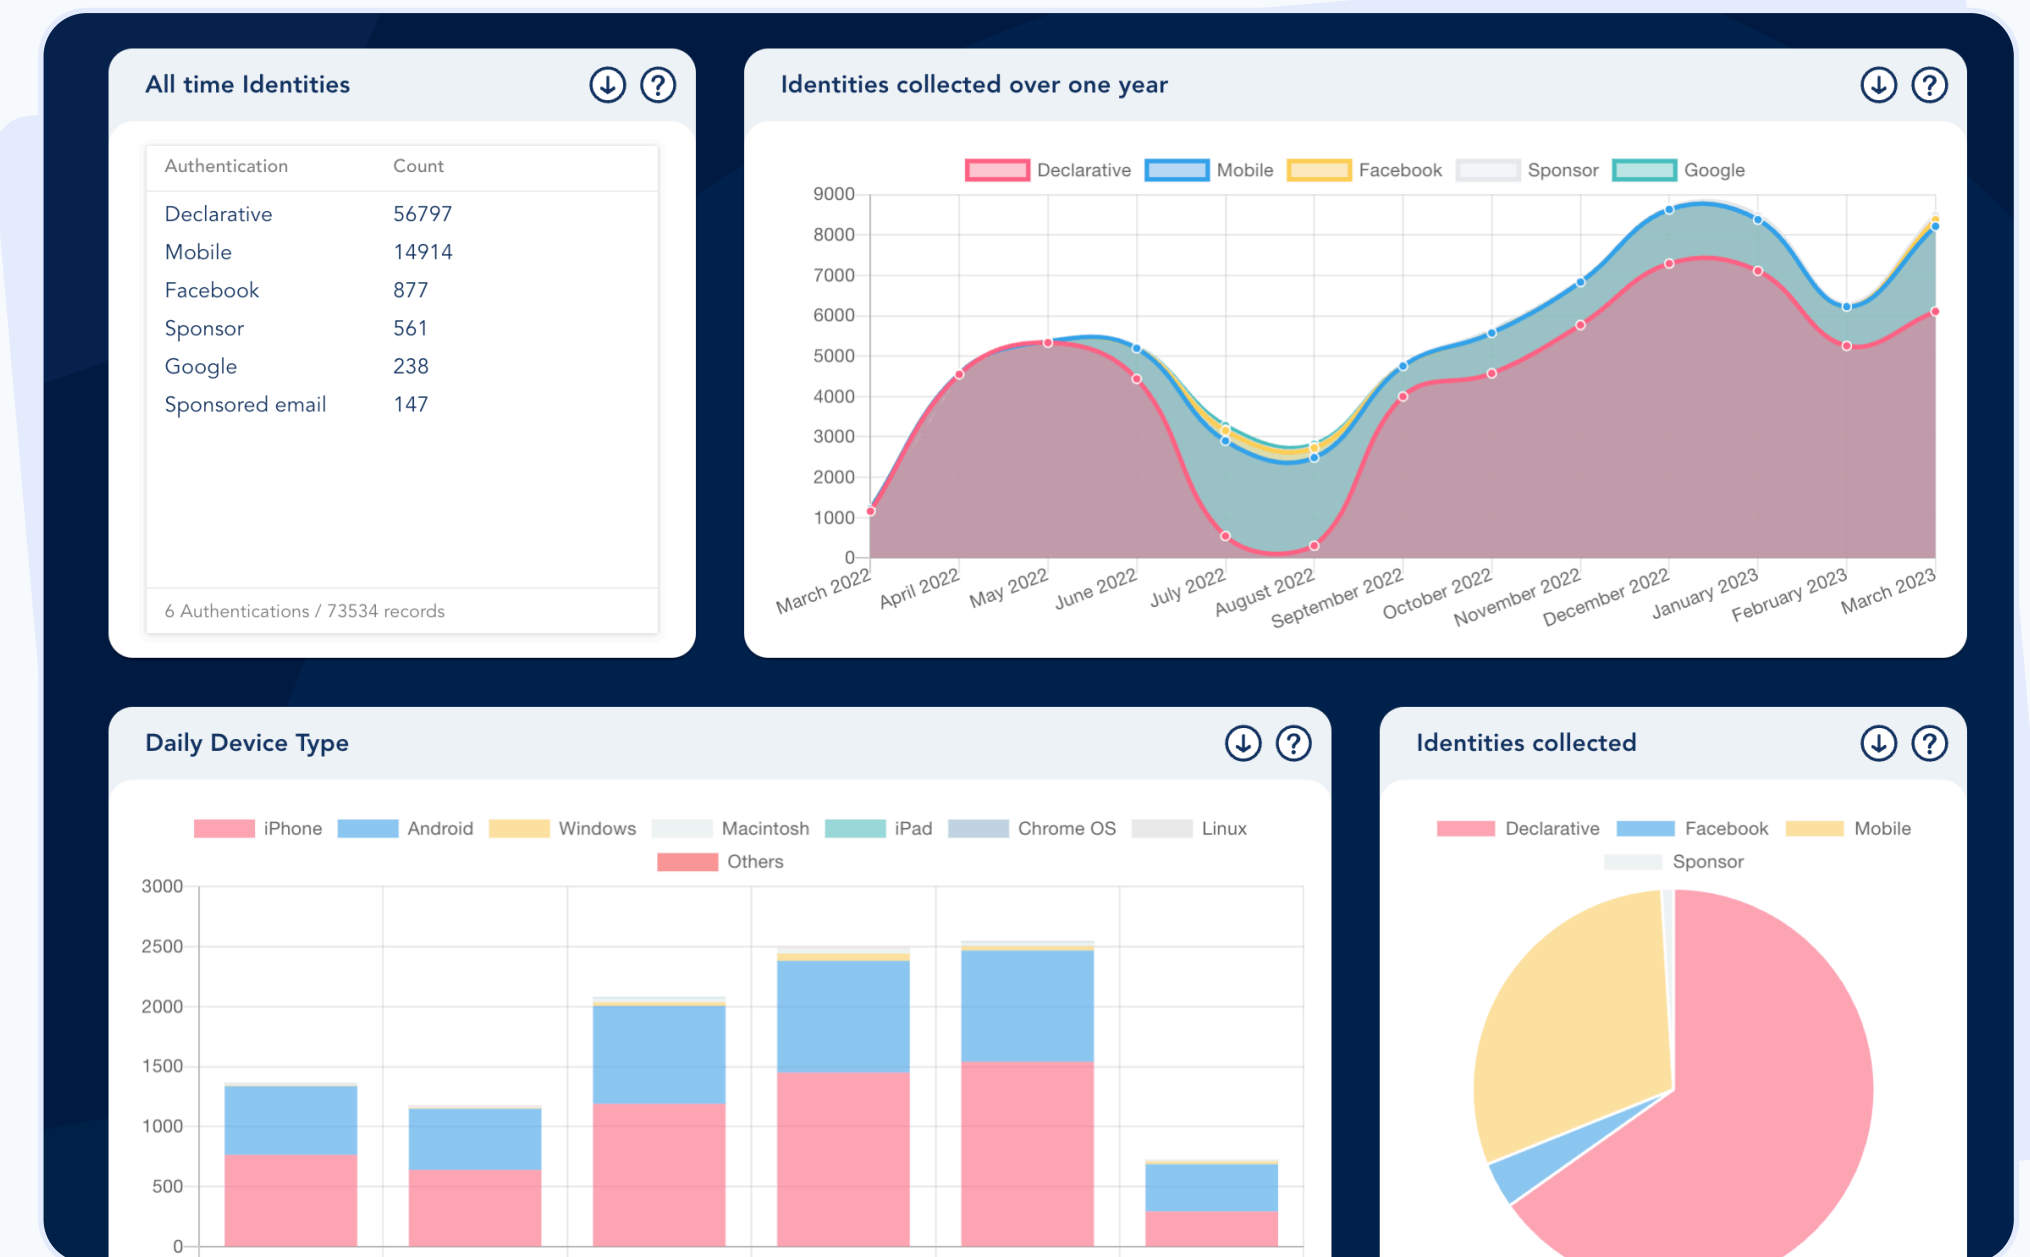 All time Identities
Authentication Count
Declarative 56797
Mobile 14914
Facebook 877
Sponsor 561
Google 238
Sponsored email 147
6 Authentications / 73534 records
Identities collected over one year
Declarative Mobile Facebook Sponsor Google
9000
8000
7000
6000
5000
4000
3000
2000
1000
0
March 2022 April 2022 May 2022 June 2022 July 2022 August 2022 September 2022 October 2022 November 2022 December 2022 January 2023 February 2023 March 2023
Daily Device Type
iPhone Android Windows Macintosh iPad Chrome OS Linux
Others
3000
2500
2000
1500
1000
500
0
Identities collected
Declarative Facebook Mobile
Sponsor